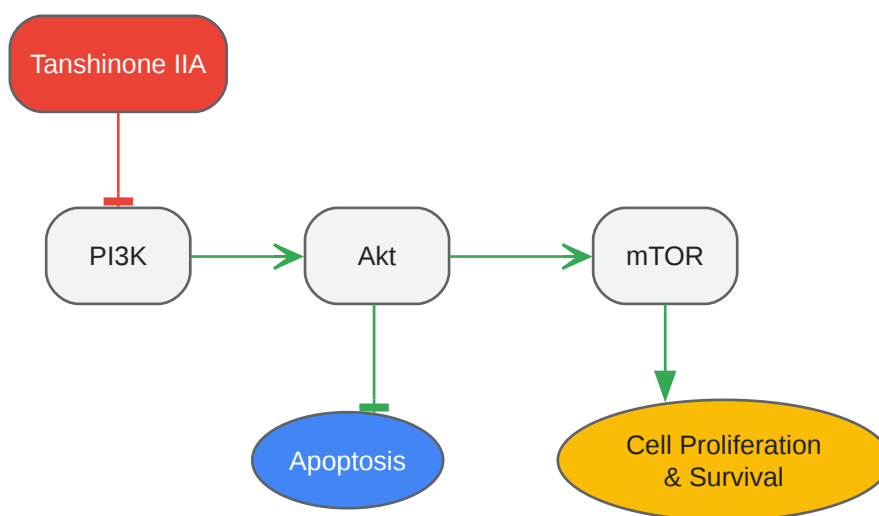 Tanshinone IIA
PI3K
Akt
mTOR
Apoptosis
Cell Proliferation
& Survival